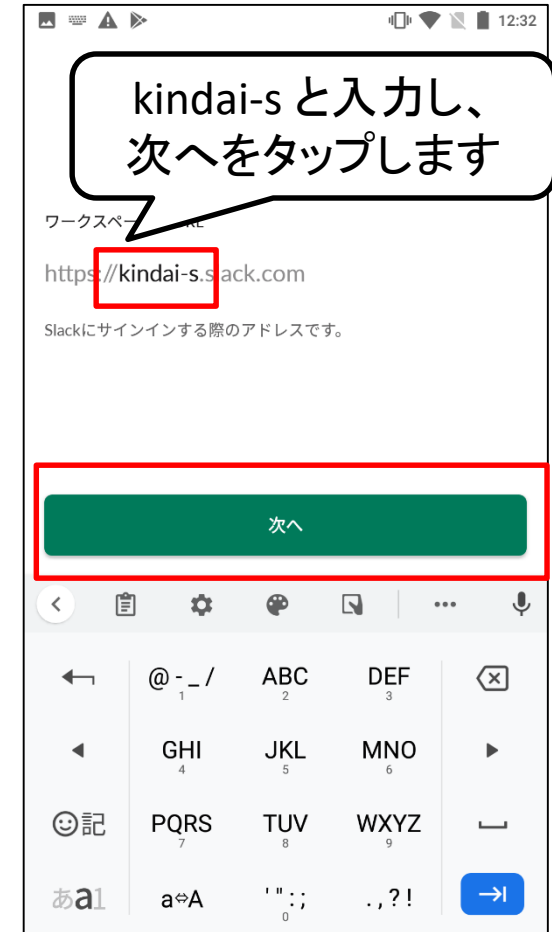 12:32
kindai-s と入力し、
次へをタップします
ワークスペー
https://kindai-s.slack.com
Slackにサインインする際のアドレスです。
次へ
@ - _ / ABC DEF
1 2 3
GHI JKL MNO
4 5 6
☺記 PQRS TUV WXYZ
7 8 9
あa1 a⇔A ' " : ; . , ? !
0